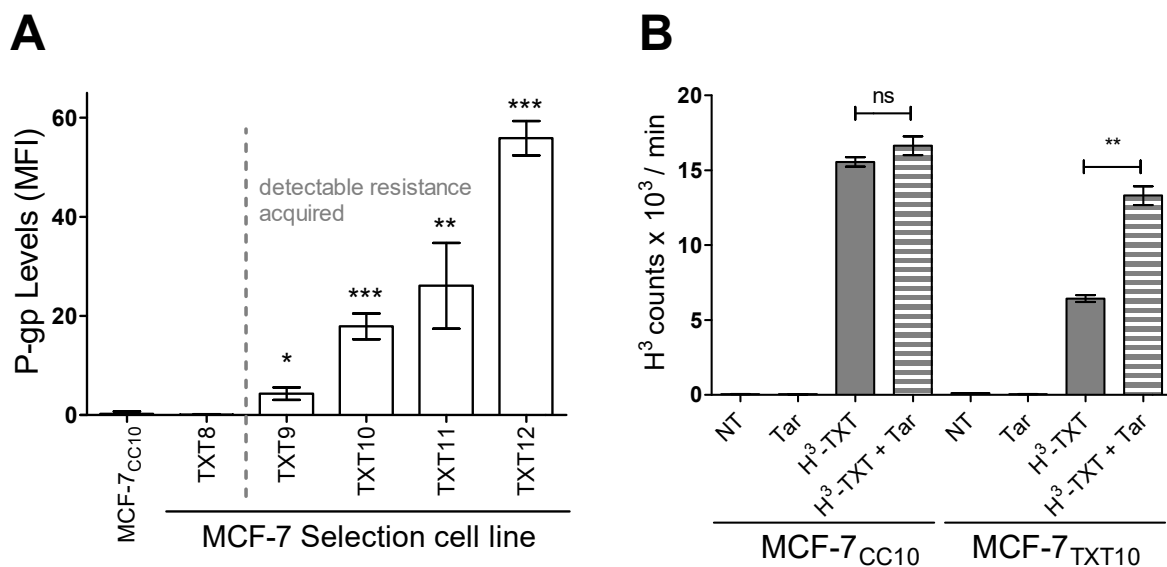 A
P-gp Levels (MFI)
60
40
20
0
detectable resistance
acquired
*
***
**
***
MCF-7CC10
TXT8
TXT9
TXT10
TXT11
TXT12
MCF-7 Selection cell line
B
H³ counts x 10³ / min
20
15
10
5
0
ns
**
NT
Tar
H³-TXT
H³-TXT + Tar
NT
Tar
H³-TXT
H³-TXT + Tar
MCF-7CC10
MCF-7TXT10